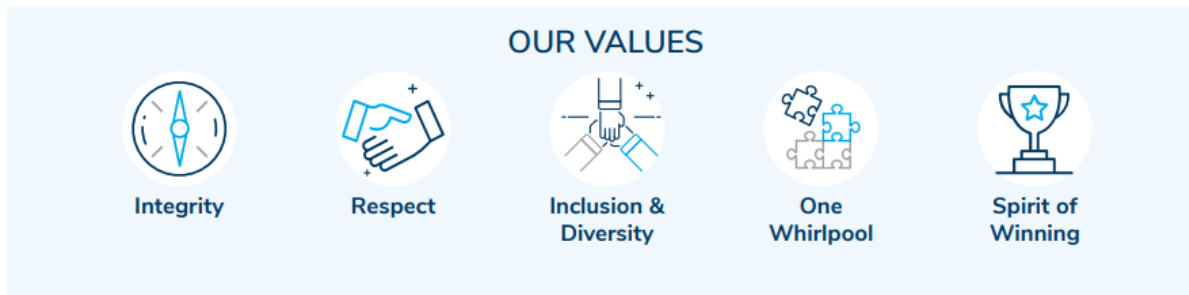 OUR VALUES
Integrity
Respect
Inclusion &
Diversity
One
Whirlpool
Spirit of
Winning